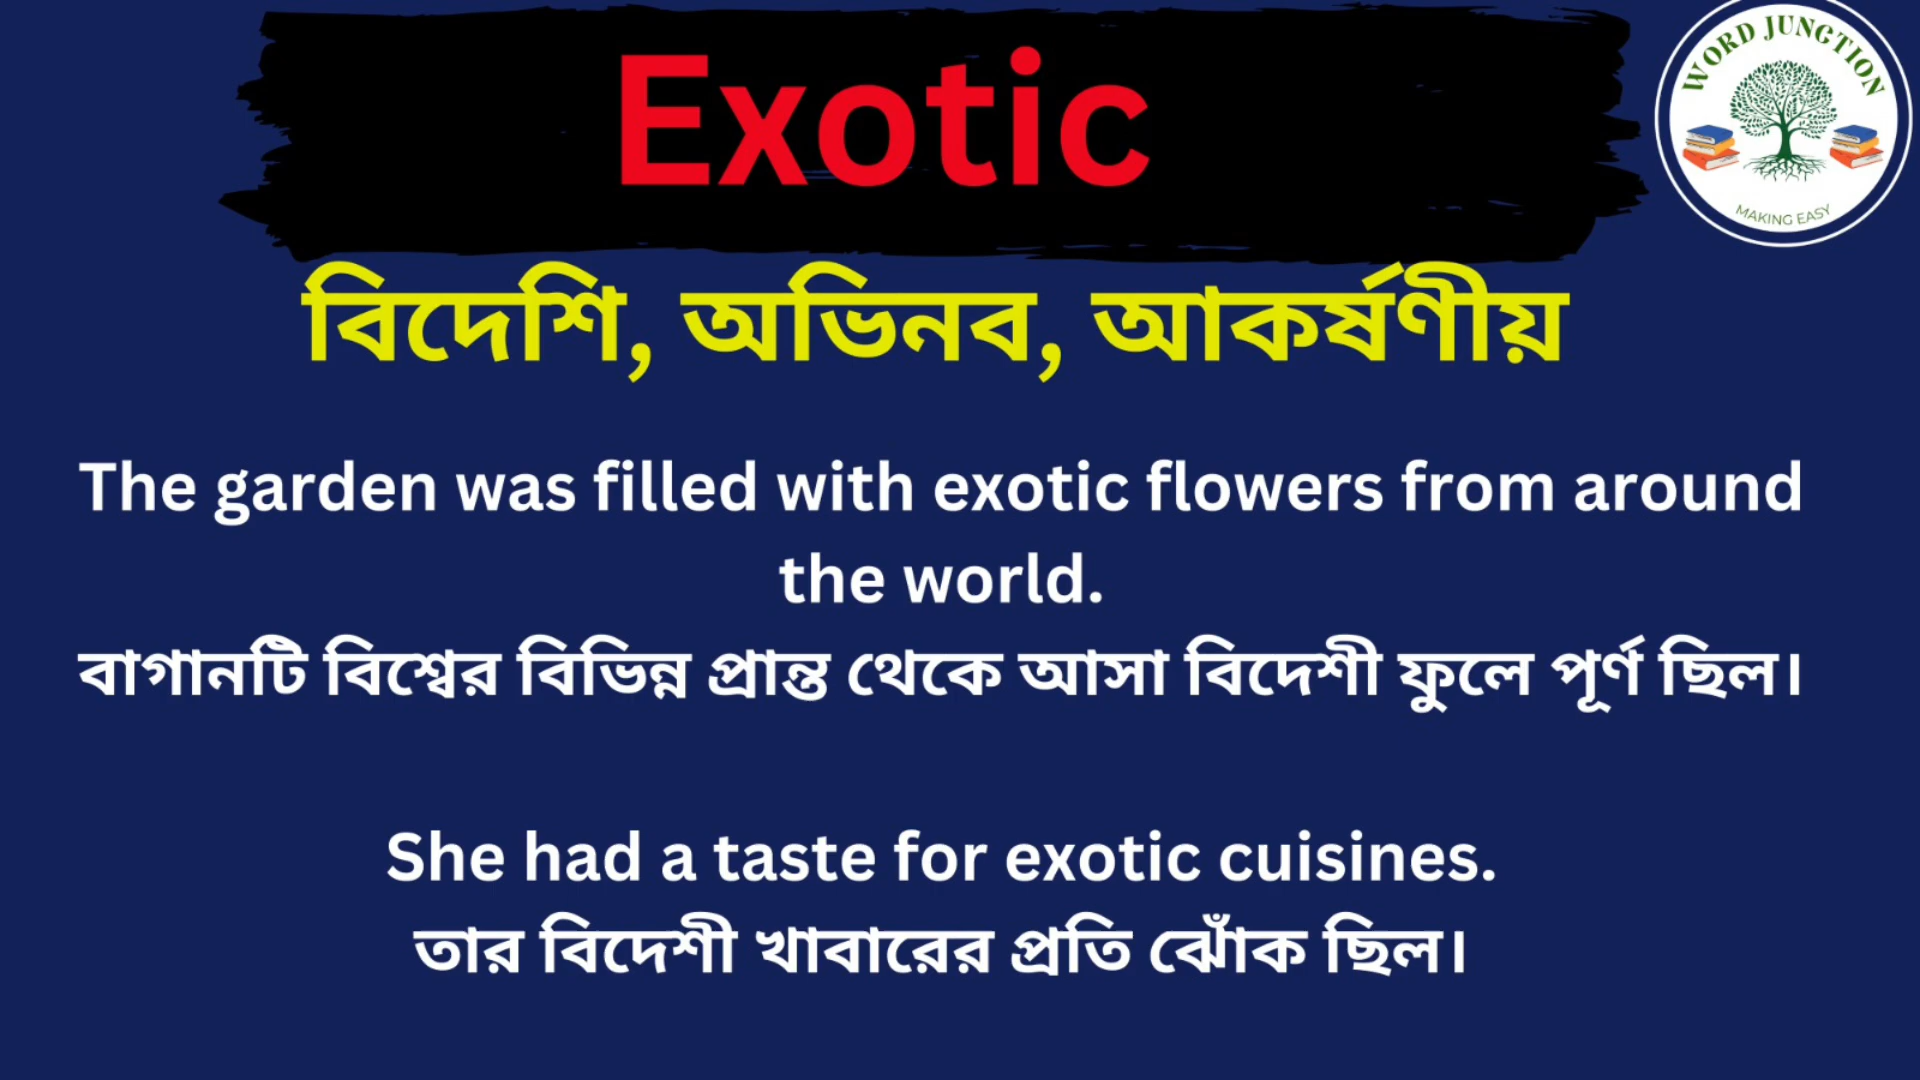 Exotic
WORD JUNCTION
MAKING EASY
বিদেশি, অভিনব, আকর্ষণীয়
The garden was filled with exotic flowers from around
the world.
বাগানটি বিশ্বের বিভিন্ন প্রান্ত থেকে আসা বিদেশী ফুলে পূর্ণ ছিল।
She had a taste for exotic cuisines.
তার বিদেশী খাবারের প্রতি ঝোঁক ছিল।